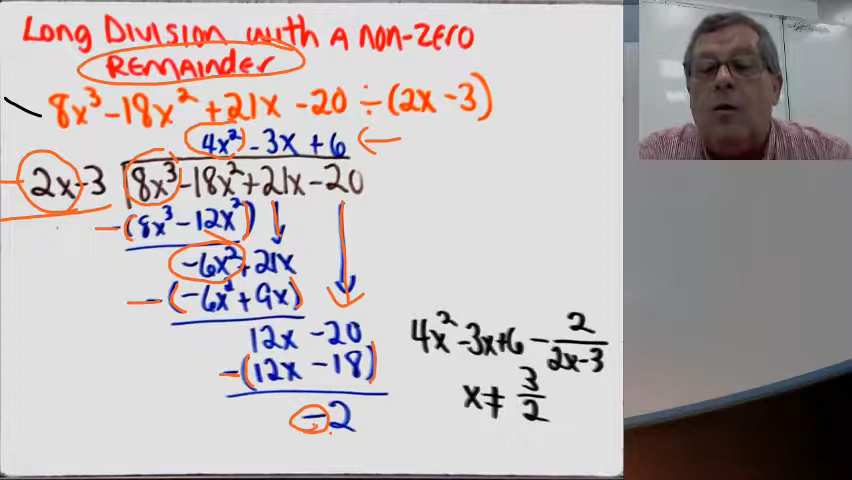 Long Division with a non-zero
Remainder
8x³ -18x² +21x -20 ÷ (2x -3)
4x² -3x +6
2x -3 8x³ -18x² +21x -20
-(8x³ -12x²)
-6x² +21x
-(-6x² +9x)
12x -20
-(12x -18)
-2
4x² -3x+6 - 2/(2x-3)
x ≠ 3/2